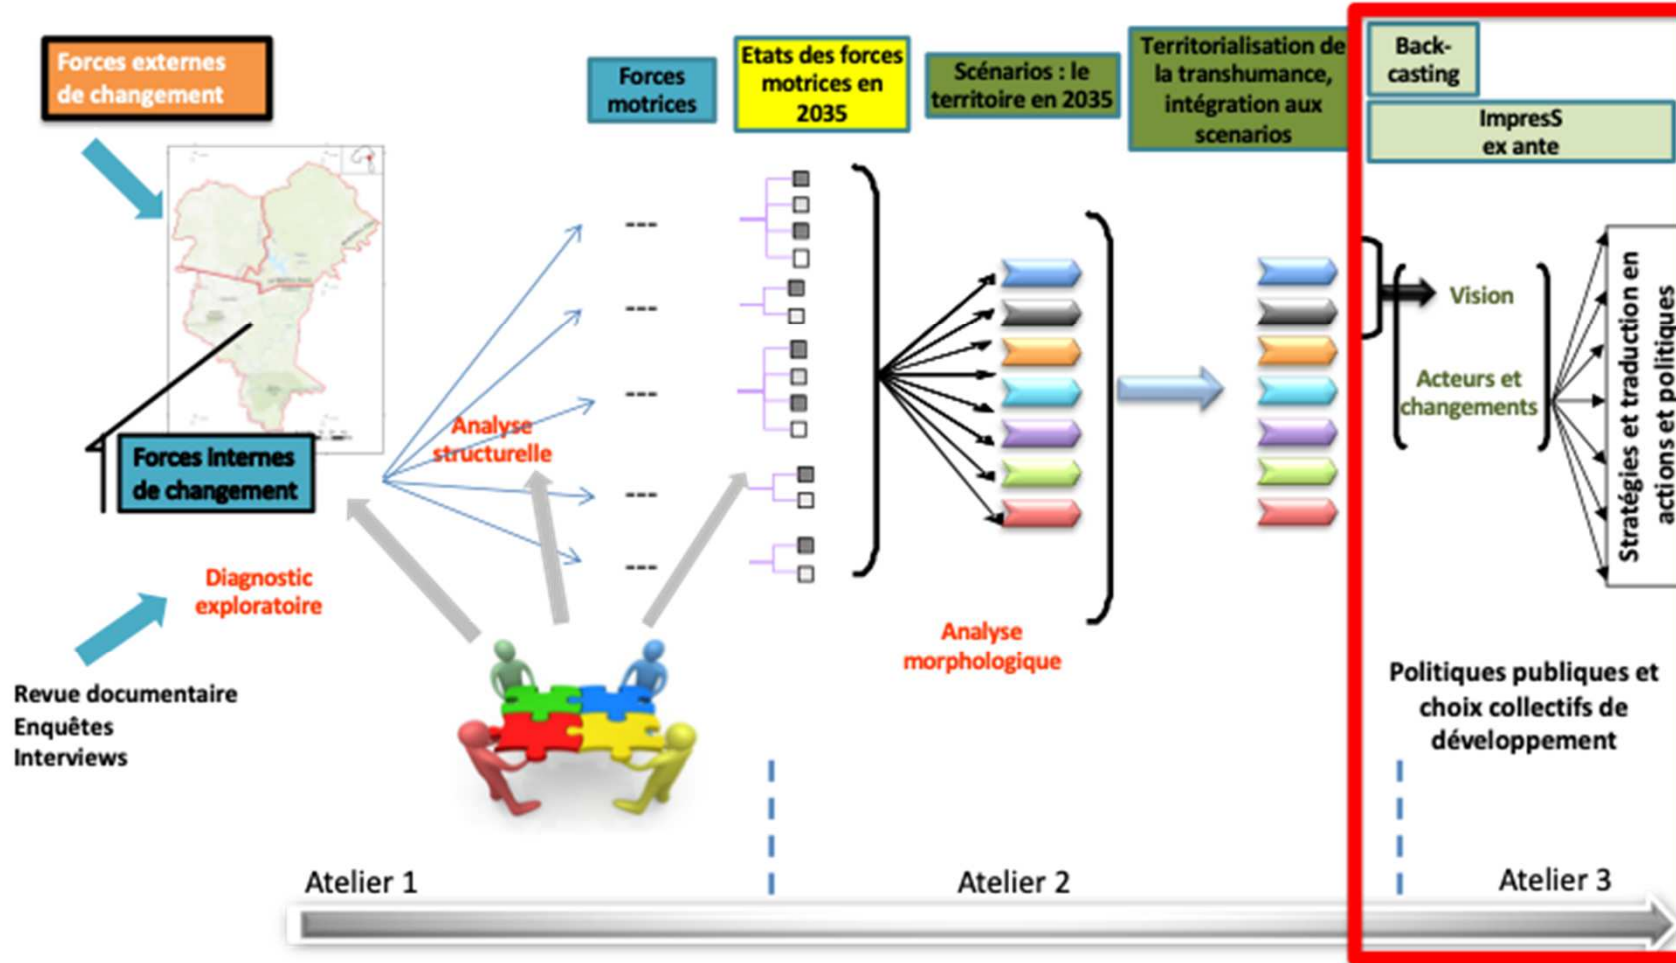 Forces externes
de changement
Forces
motrices
Etats des forces
motrices en
2035
Scénarios : le
territoire en 2035
Territorialisation de
la transhumance,
intégration aux
scenarios
Back-
casting
ImpresS
ex ante
---
---
---
---
---
Analyse
structurelle
Forces internes
de changement
Diagnostic
exploratoire
Revue documentaire
Enquêtes
Interviews
Analyse
morphologique
Vision
Acteurs et
changements
Stratégies et traduction en
actions et politiques
Politiques publiques et
choix collectifs de
développement
Atelier 1
Atelier 2
Atelier 3